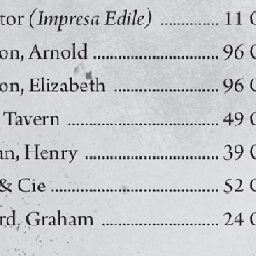 tor (Impresa Edile) ............... 11
on, Arnold ................................ 96
on, Elizabeth ........................... 96
Tavern ...................................... 49
an, Henry .................................. 39
& Cie .......................................... 52
rd, Graham .............................. 24